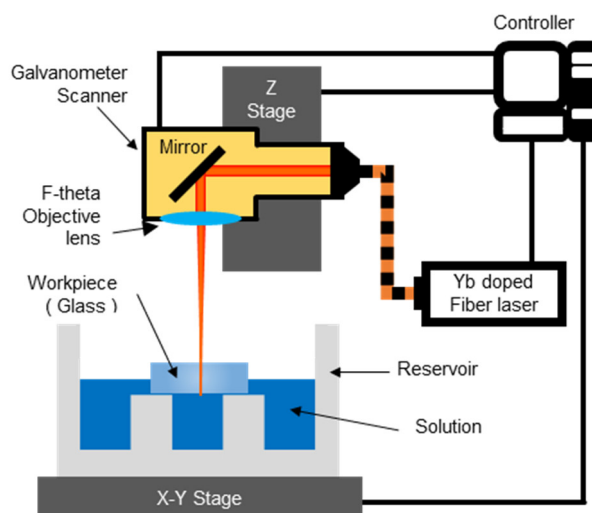 Controller
Galvanometer
Scanner
Z
Stage
Mirror
F-theta
Objective
lens
Workpiece
( Glass )
Yb doped
Fiber laser
Reservoir
Solution
X-Y Stage